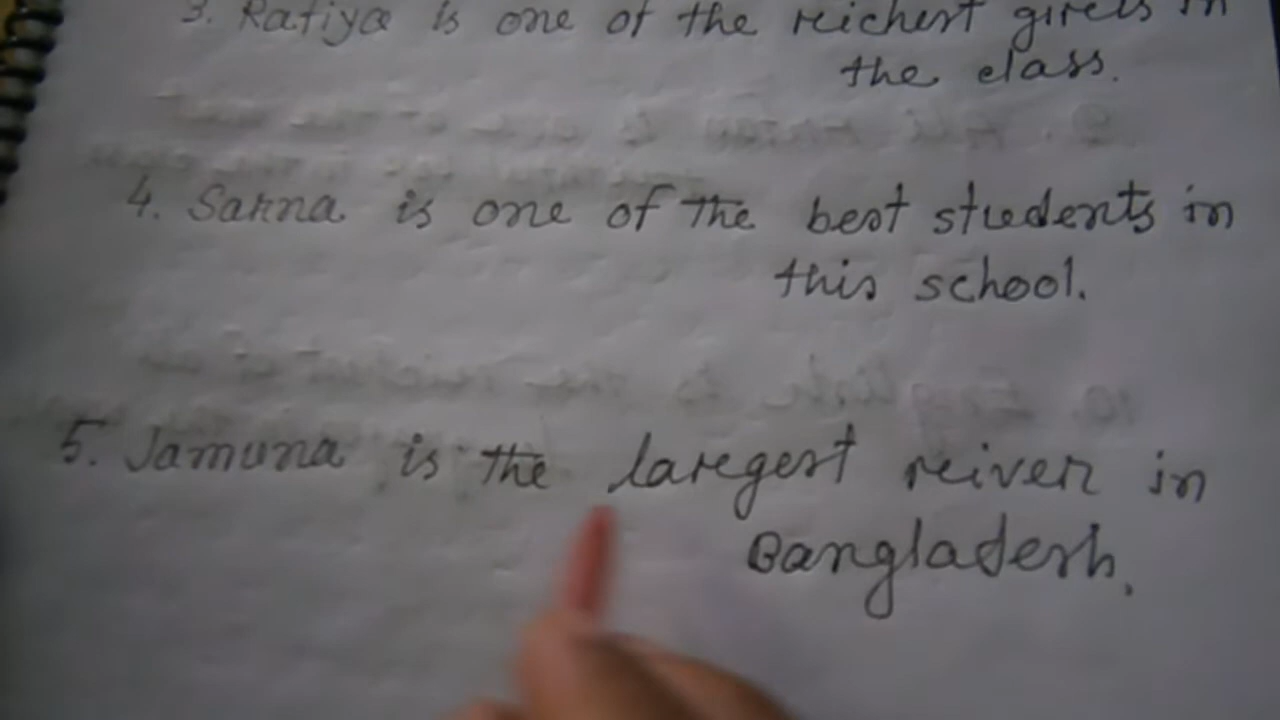 3. Rafiya is one of the richest girls in
the class.
4. Sarna is one of the best students in
this school.
5. Jamuna is the largest river in
Bangladesh.